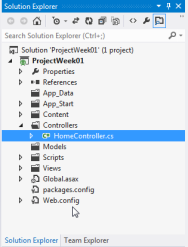 Solution Explorer
Search Solution Explorer (Ctrl+;)
Solution 'ProjectWeek01' (1 project)
ProjectWeek01
Properties
References
App_Data
App_Start
Content
Controllers
HomeController.cs
Models
Scripts
Views
Global.asax
packages.config
Web.config
Solution Explorer Team Explorer